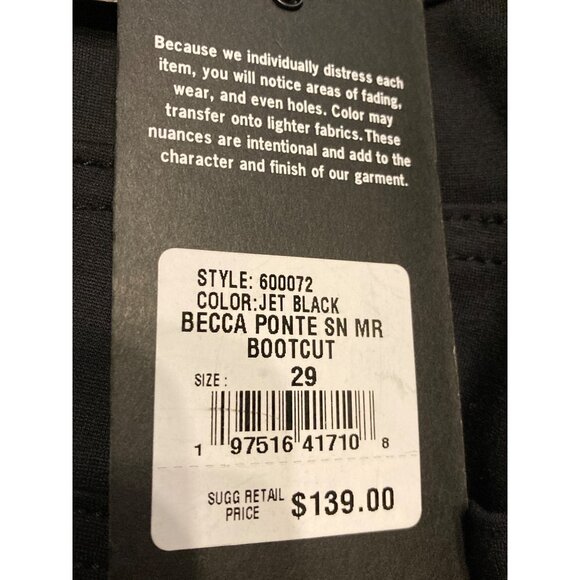 Because we individually distress each
item, you will notice areas of fading,
wear, and even holes. Color may
transfer onto lighter fabrics. These
nuances are intentional and add to the
character and finish of our garment.
STYLE: 600072
COLOR:JET BLACK
BECCA PONTE SN MR
BOOTCUT
SIZE: 29
1 97516 41710 8
SUGG RETAIL
PRICE $139.00